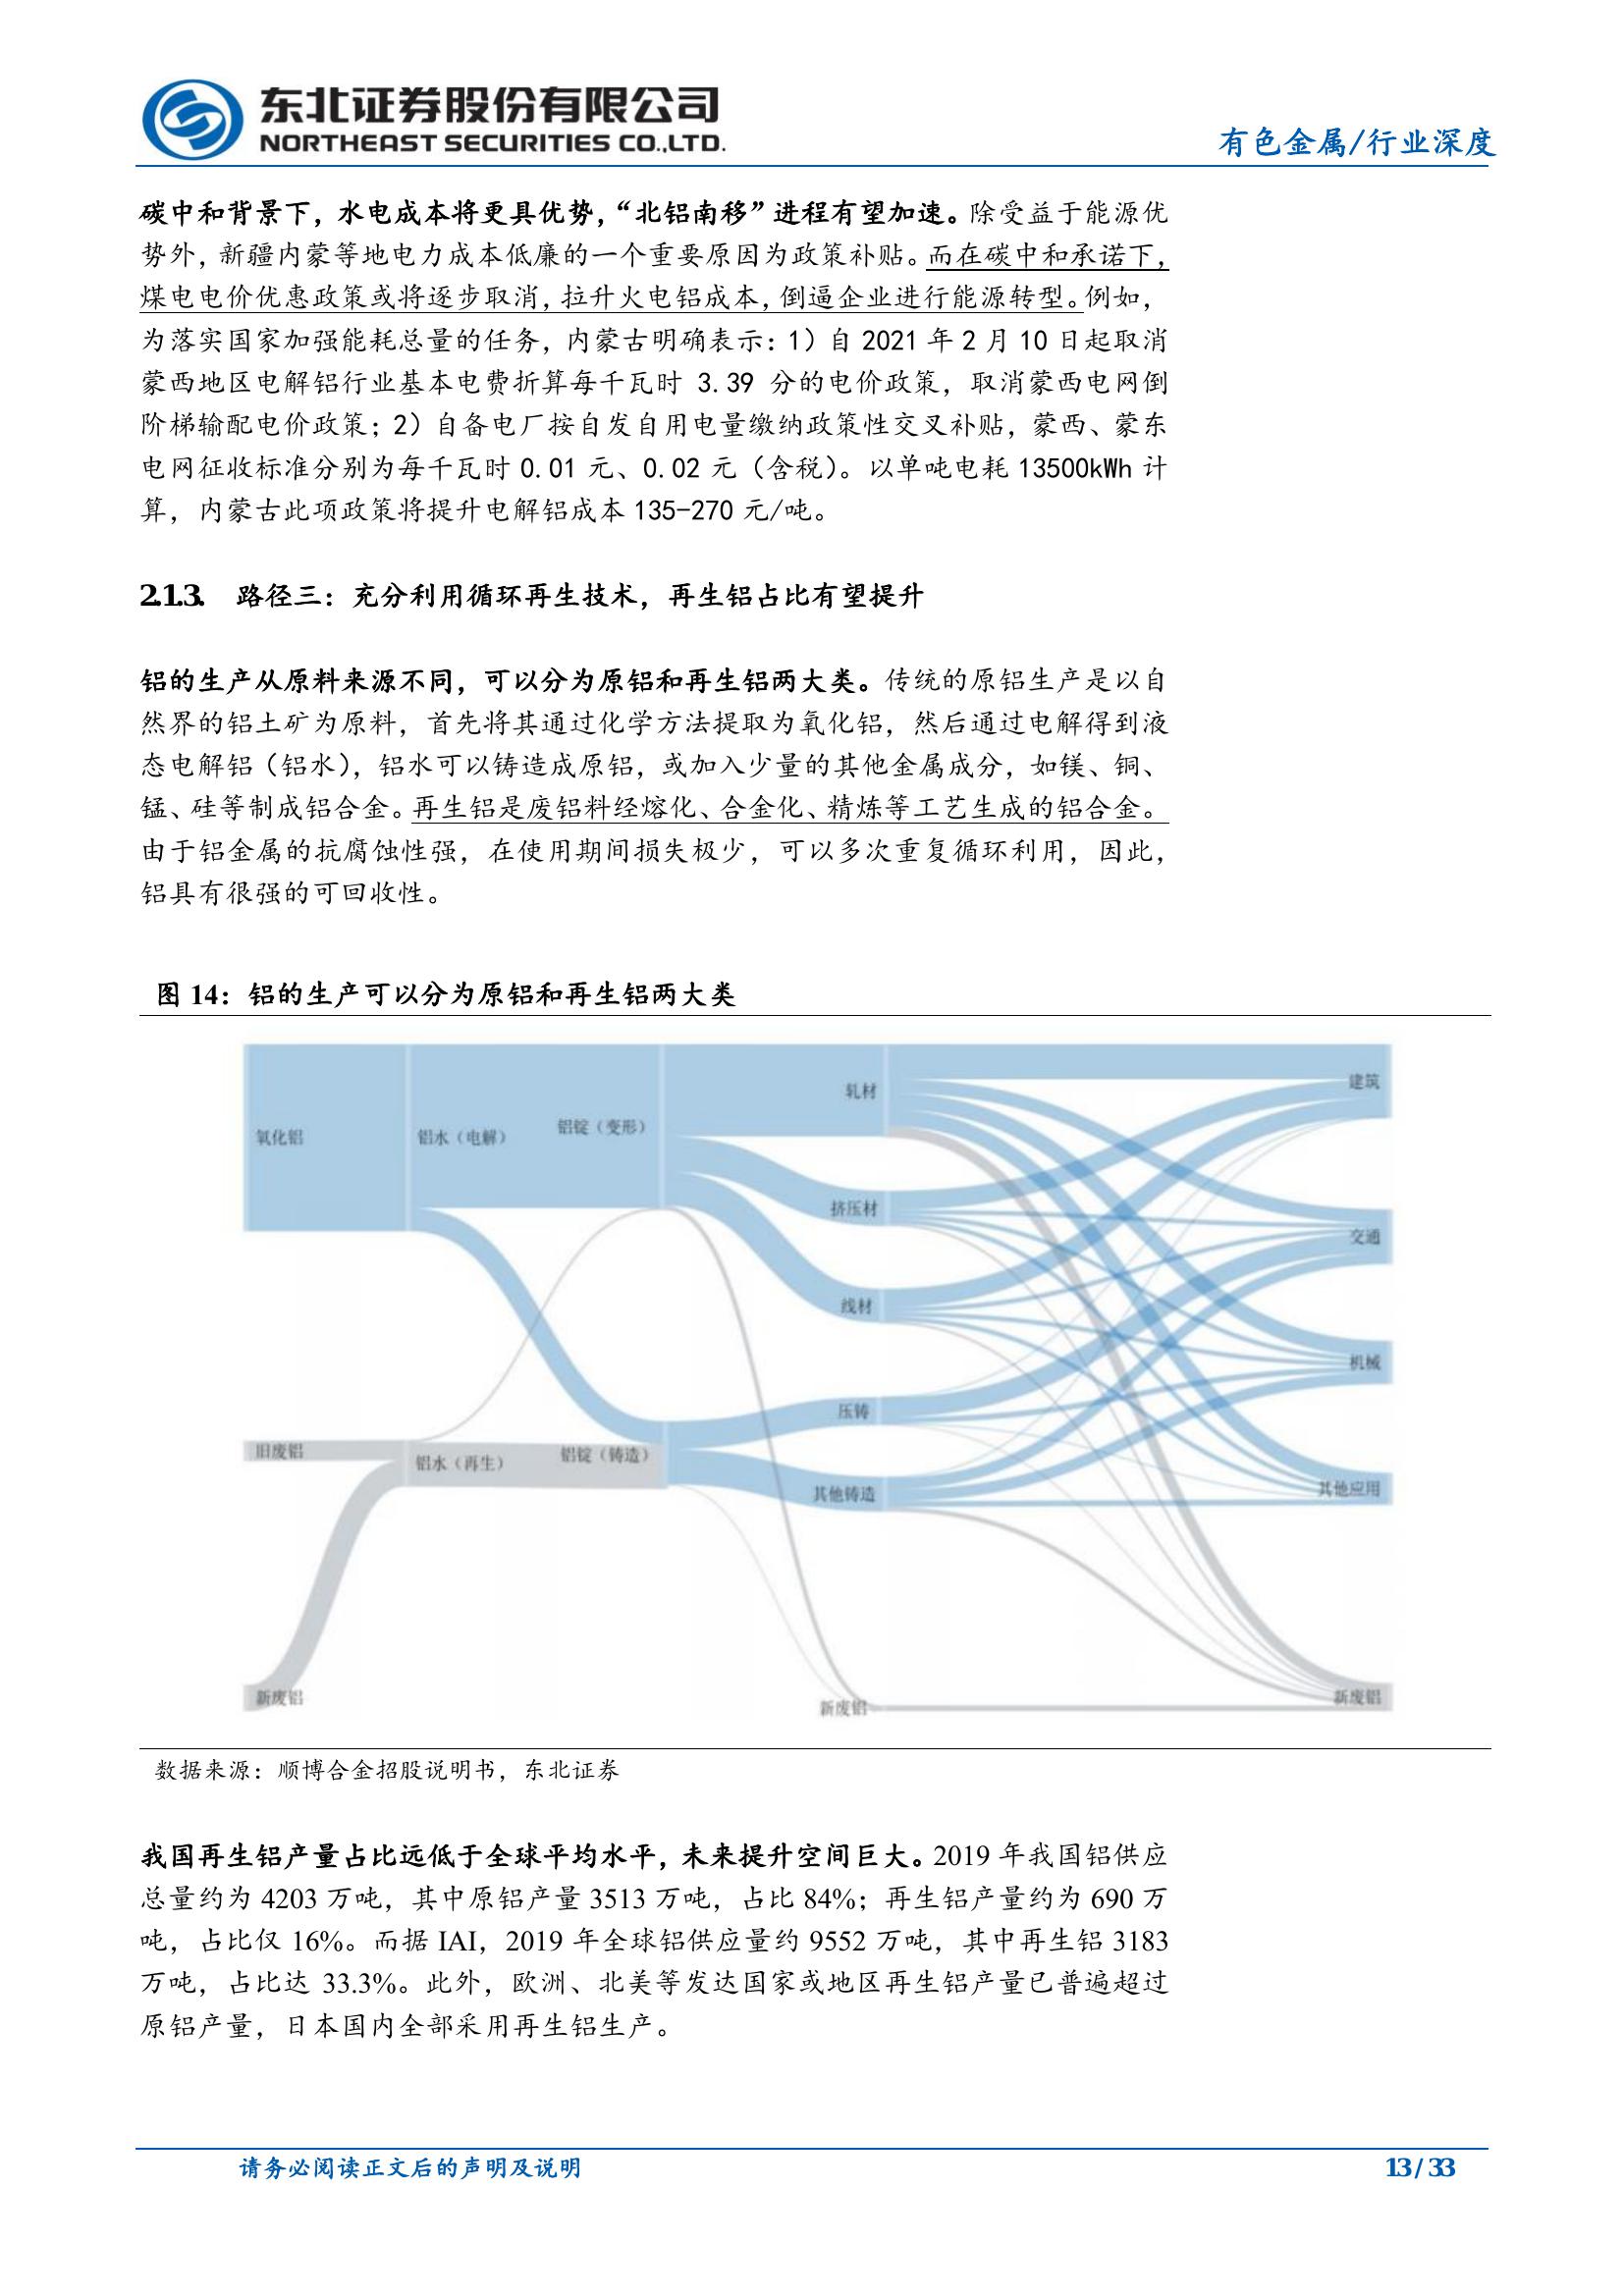 东北证券股份有限公司
NORTHEAST SECURITIES CO.,LTD.
有色金属/行业深度
碳中和背景下，水电成本将更具优势，“北铝南移”进程有望加速。除受益于能源优
势外，新疆内蒙等地电力成本低廉的一个重要原因为政策补贴。而在碳中和承诺下，
煤电电价优惠政策或将逐步取消，拉升火电铝成本，倒逼企业进行能源转型。例如，
为落实国家加强能耗总量的任务，内蒙古明确表示：1）自 2021 年 2 月 10 日起取消
蒙西地区电解铝行业基本电费折算每千瓦时 3.39 分的电价政策，取消蒙西电网倒
阶梯输配电价政策；2）自备电厂按自发自用电量缴纳政策性交叉补贴，蒙西、蒙东
电网征收标准分别为每千瓦时 0.01 元、0.02 元（含税）。以单吨电耗 13500kWh 计
算，内蒙古此项政策将提升电解铝成本 135-270 元/吨。
2.1.3. 路径三：充分利用循环再生技术，再生铝占比有望提升
铝的生产从原料来源不同，可以分为原铝和再生铝两大类。传统的原铝生产是以自
然界的铝土矿为原料，首先将其通过化学方法提取为氧化铝，然后通过电解得到液
态电解铝（铝水），铝水可以铸造成原铝，或加入少量的其他金属成分，如镁、铜、
锰、硅等制成铝合金。再生铝是废铝料经熔化、合金化、精炼等工艺生成的铝合金。
由于铝金属的抗腐蚀性强，在使用期间损失极少，可以多次重复循环利用，因此，
铝具有很强的可回收性。
图 14：铝的生产可以分为原铝和再生铝两大类
氧化铝
铝水（电解）
铝锭（变形）
轧材
建筑
挤压材
交通
线材
机械
压铸
旧废铝
铝水（再生）
铝锭（铸造）
其他铸造
其他应用
新废铝
新废铝
新废铝
数据来源：顺博合金招股说明书，东北证券
我国再生铝产量占比远低于全球平均水平，未来提升空间巨大。2019 年我国铝供应
总量约为 4203 万吨，其中原铝产量 3513 万吨，占比 84%；再生铝产量约为 690 万
吨，占比仅 16%。而据 IAI，2019 年全球铝供应量约 9552 万吨，其中再生铝 3183
万吨，占比达 33.3%。此外，欧洲、北美等发达国家或地区再生铝产量已普遍超过
原铝产量，日本国内全部采用再生铝生产。
请务必阅读正文后的声明及说明
13 / 33